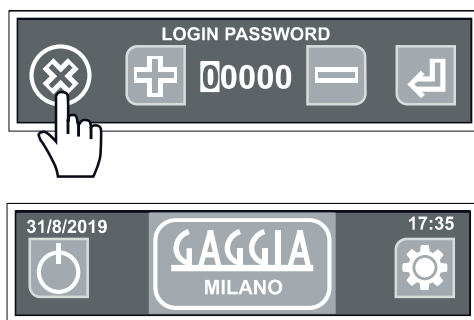 LOGIN PASSWORD
00000
31/8/2019
17:35
GAGGIA
MILANO